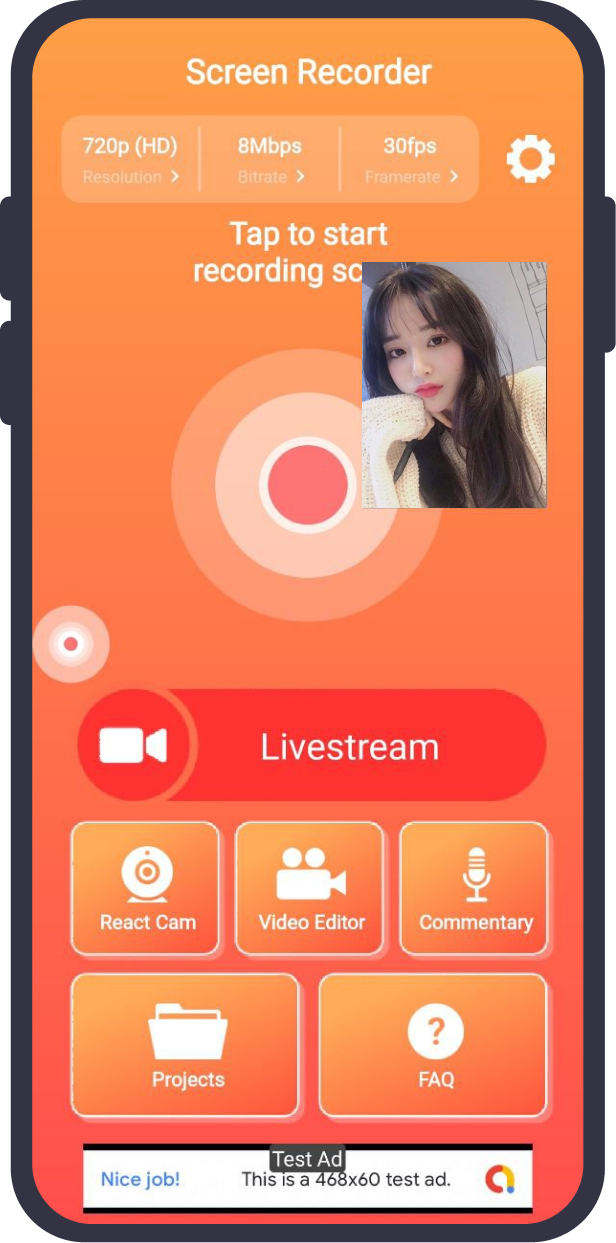 Screen Recorder
720p (HD) 8Mbps 30fps
Resolution Bitrate Framerate
Tap to start
recording sc
Livestream
React Cam Video Editor Commentary
Projects FAQ
Test Ad
Nice job! This is a 468x60 test ad.